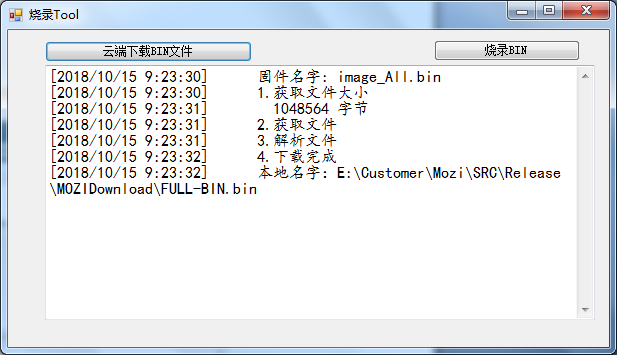 烧录Tool
云端下载BIN文件 烧录BIN
[2018/10/15 9:23:30] 固件名字: image_All.bin
[2018/10/15 9:23:30] 1.获取文件大小
[2018/10/15 9:23:31] 1048564 字节
[2018/10/15 9:23:31] 2.获取文件
[2018/10/15 9:23:31] 3.解析文件
[2018/10/15 9:23:32] 4.下载完成
[2018/10/15 9:23:32] 本地名字: E:\Customer\Mozi\SRC\Release
\MOZIDownload\FULL-BIN.bin